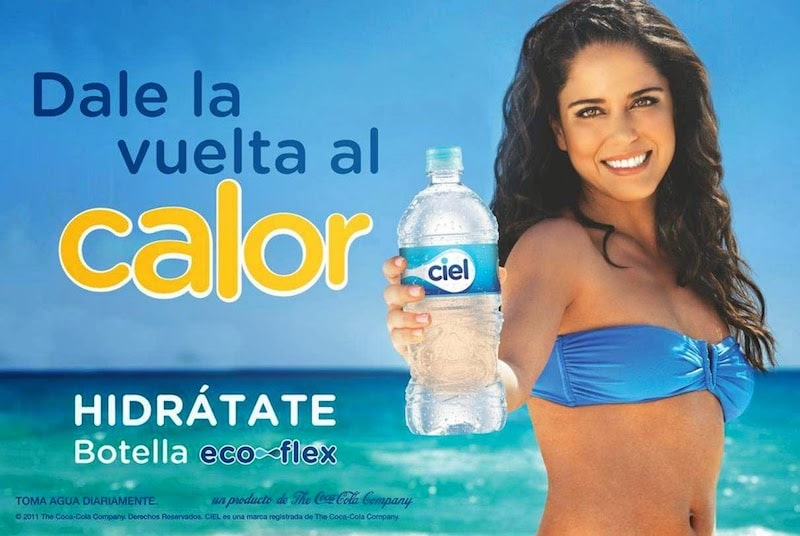 Dale la
vuelta al
calor
ciel
HIDRÁTATE
Botella eco flex
TOMA AGUA DIARIAMENTE.
un producto de The Coca-Cola Company
© 2011 The Coca-Cola Company. Derechos Reservados. CIEL es una marca registrada de The Coca-Cola Company.